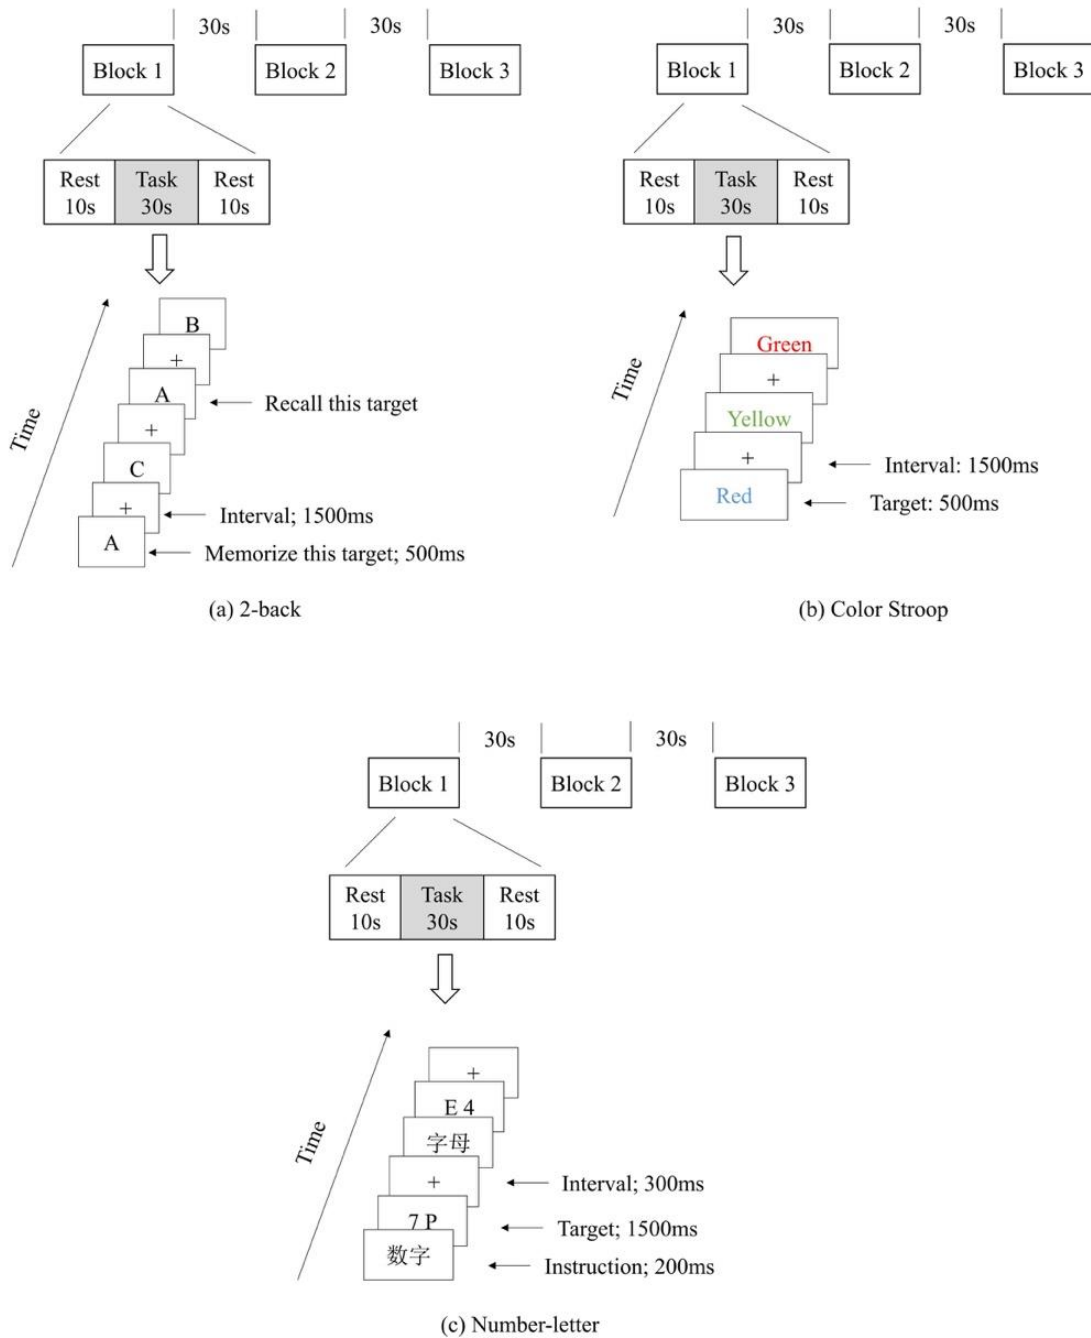 30s 30s
Block 1 Block 2 Block 3
Rest Task Rest
10s 30s 10s
Time
B
+
A
Recall this target
+
C
+
Interval; 1500ms
A
Memorize this target; 500ms
(a) 2-back
30s 30s
Block 1 Block 2 Block 3
Rest Task Rest
10s 30s 10s
Time
Green
+
Yellow
+
Interval: 1500ms
Red
Target: 500ms
(b) Color Stroop
30s 30s
Block 1 Block 2 Block 3
Rest Task Rest
10s 30s 10s
Time
+
E 4
字母
+
Interval; 300ms
7 P
Target; 1500ms
数字
Instruction; 200ms
(c) Number-letter